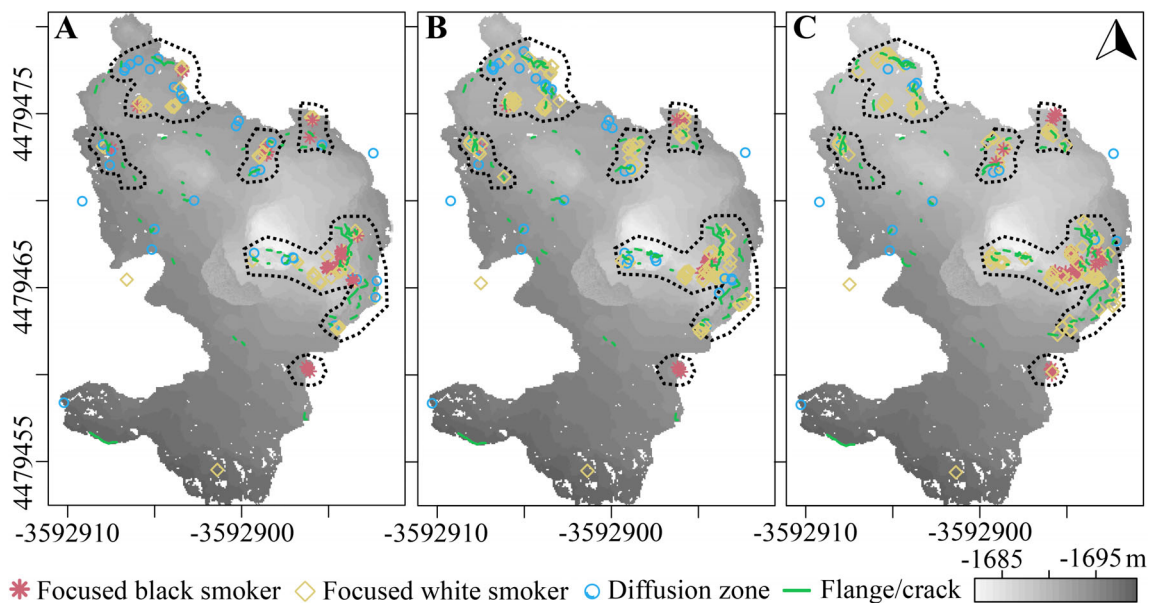 A B C
4479475
4479465
4479455
-3592910 -3592900 -3592910 -3592900 -3592910 -3592900
Focused black smoker Focused white smoker Diffusion zone Flange/crack -1685 -1695 m